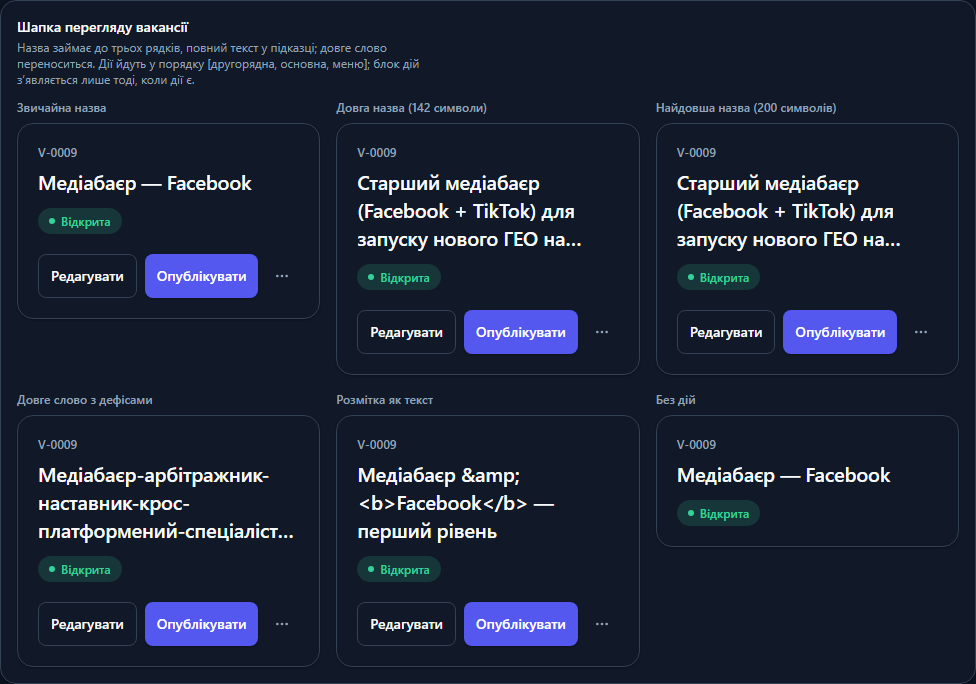 Шапка перегляду вакансії
Назва займає до трьох рядків, повний текст у підказці; довге слово
переноситься. Дії йдуть у порядку [другорядна, основна, меню]; блок дій
з’являється лише тоді, коли дії є.
Звичайна назва
V-0009
Медіабаєр — Facebook
Відкрита
Редагувати
Опублікувати
···
Довга назва (142 символи)
V-0009
Старший медіабаєр
(Facebook + TikTok) для
запуску нового ГЕО на...
Відкрита
Редагувати
Опублікувати
···
Найдовша назва (200 символів)
V-0009
Старший медіабаєр
(Facebook + TikTok) для
запуску нового ГЕО на...
Відкрита
Редагувати
Опублікувати
···
Довге слово з дефісами
V-0009
Медіабаєр-арбітражник-
наставник-крос-
платформений-спеціаліст...
Відкрита
Редагувати
Опублікувати
···
Розмітка як текст
V-0009
Медіабаєр &amp;amp;
<b>Facebook</b> —
перший рівень
Відкрита
Редагувати
Опублікувати
···
Без дій
V-0009
Медіабаєр — Facebook
Відкрита